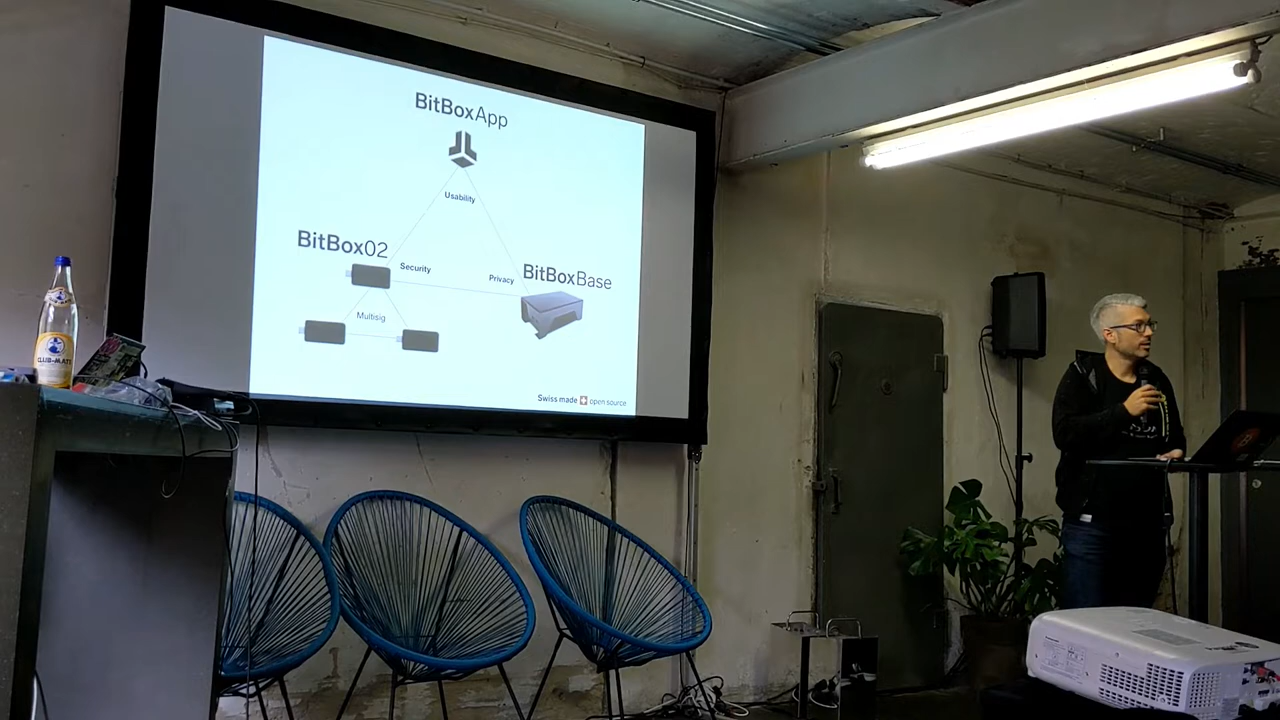 BitBoxApp
Usability
BitBox02
Security
Privacy
BitBoxBase
Multisig
Swiss made open source
CLUB-MATE